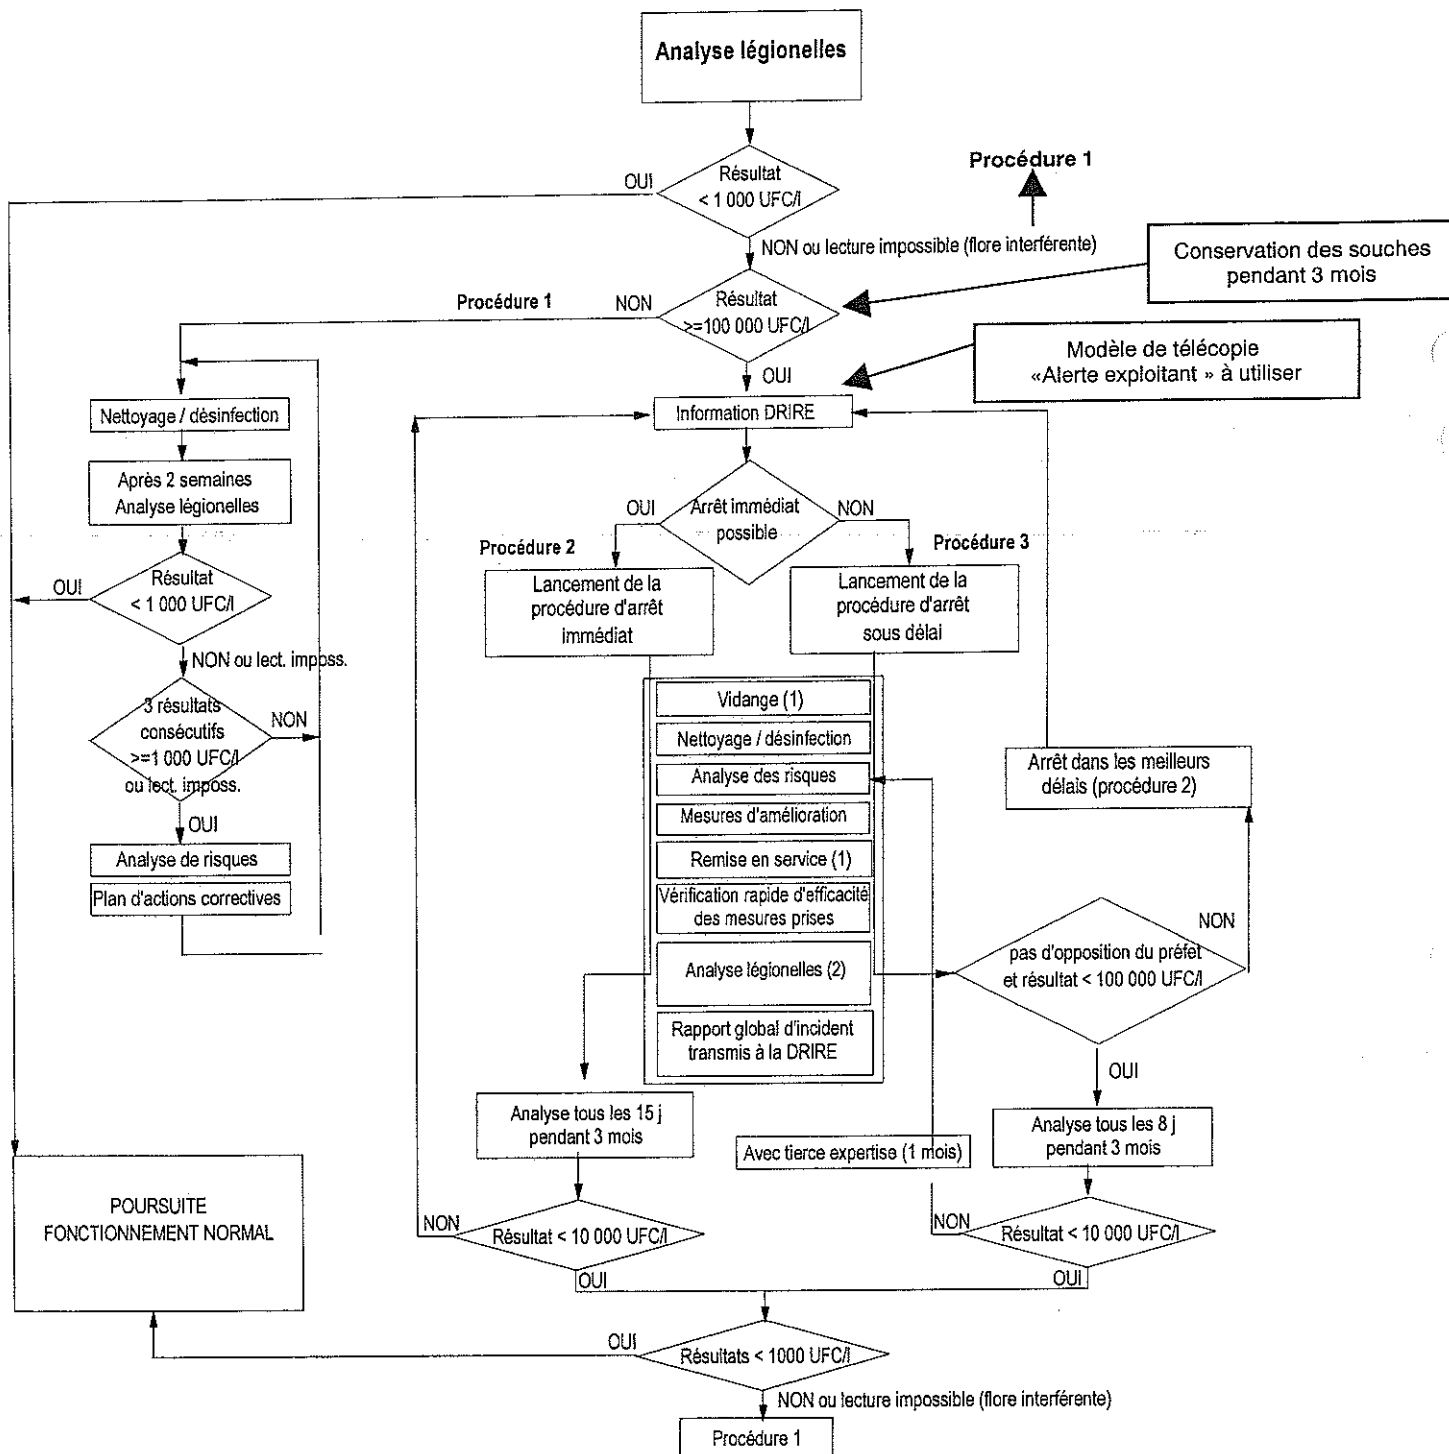 Analyse légionelles
Résultat
< 1 000 UFC/l
OUI
Procédure 1
NON ou lecture impossible (flore interférente)
Conservation des souches
pendant 3 mois
Procédure 1
NON
Résultat
>=100 000 UFC/l
OUI
Modèle de télécopie
«Alerte exploitant » à utiliser
Information DRIRE
Nettoyage / désinfection
Après 2 semaines
Analyse légionelles
OUI
Résultat
< 1 000 UFC/l
NON ou lect. imposs.
3 résultats
consécutifs
>=1 000 UFC/l
ou lect. imposs.
NON
OUI
Analyse de risques
Plan d'actions correctives
Arrêt immédiat
possible
OUI
NON
Procédure 2
Procédure 3
Lancement de la
procédure d'arrêt
immédiat
Lancement de la
procédure d'arrêt
sous délai
Vidange (1)
Nettoyage / désinfection
Analyse des risques
Mesures d'amélioration
Remise en service (1)
Vérification rapide d'efficacité
des mesures prises
Analyse légionelles (2)
Rapport global d'incident
transmis à la DRIRE
Arrêt dans les meilleurs
délais (procédure 2)
NON
pas d'opposition du préfet
et résultat < 100 000 UFC/l
OUI
Analyse tous les 15 j
pendant 3 mois
Avec tierce expertise (1 mois)
Analyse tous les 8 j
pendant 3 mois
POURSUITE
FONCTIONNEMENT NORMAL
NON
Résultat < 10 000 UFC/l
OUI
NON
Résultat < 10 000 UFC/l
OUI
OUI
Résultats < 1000 UFC/l
NON ou lecture impossible (flore interférente)
Procédure 1